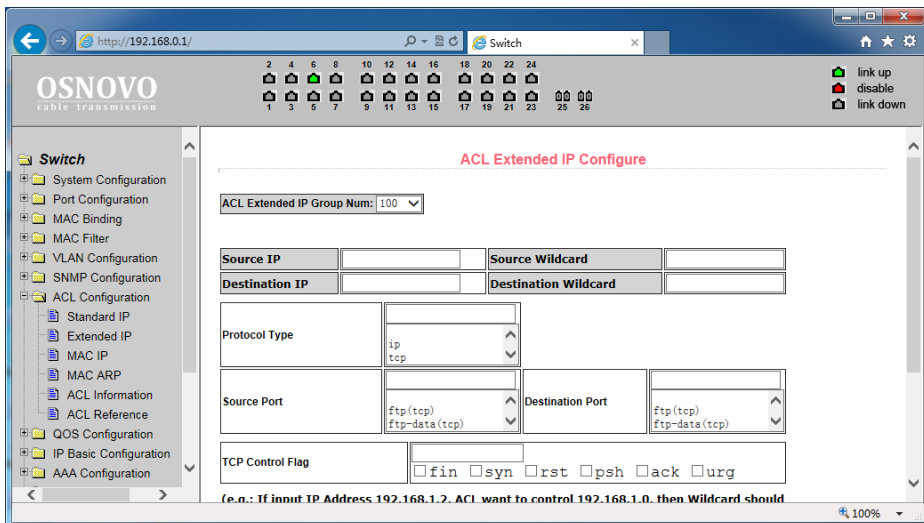 http://192.168.0.1/
Switch
OSNOVO
cable transmission
2 4 6 8 10 12 14 16 18 20 22 24
1 3 5 7 9 11 13 15 17 19 21 23 25 26
link up
disable
link down
Switch
System Configuration
Port Configuration
MAC Binding
MAC Filter
VLAN Configuration
SNMP Configuration
ACL Configuration
Standard IP
Extended IP
MAC IP
MAC ARP
ACL Information
ACL Reference
QOS Configuration
IP Basic Configuration
AAA Configuration
ACL Extended IP Configure
ACL Extended IP Group Num: 100
Source IP Source Wildcard
Destination IP Destination Wildcard
Protocol Type
ip
tcp
Source Port
ftp(tcp)
ftp-data(tcp)
Destination Port
ftp(tcp)
ftp-data(tcp)
TCP Control Flag
fin syn rst psh ack urg
(e.g.: If input IP Address 192.168.1.2, ACL want to control 192.168.1.0, then Wildcard should
100%